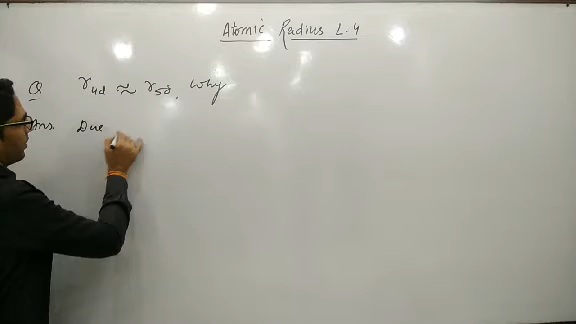 Atomic Radius L.4
Q r4d ≈ r5d, why
Ans. Due